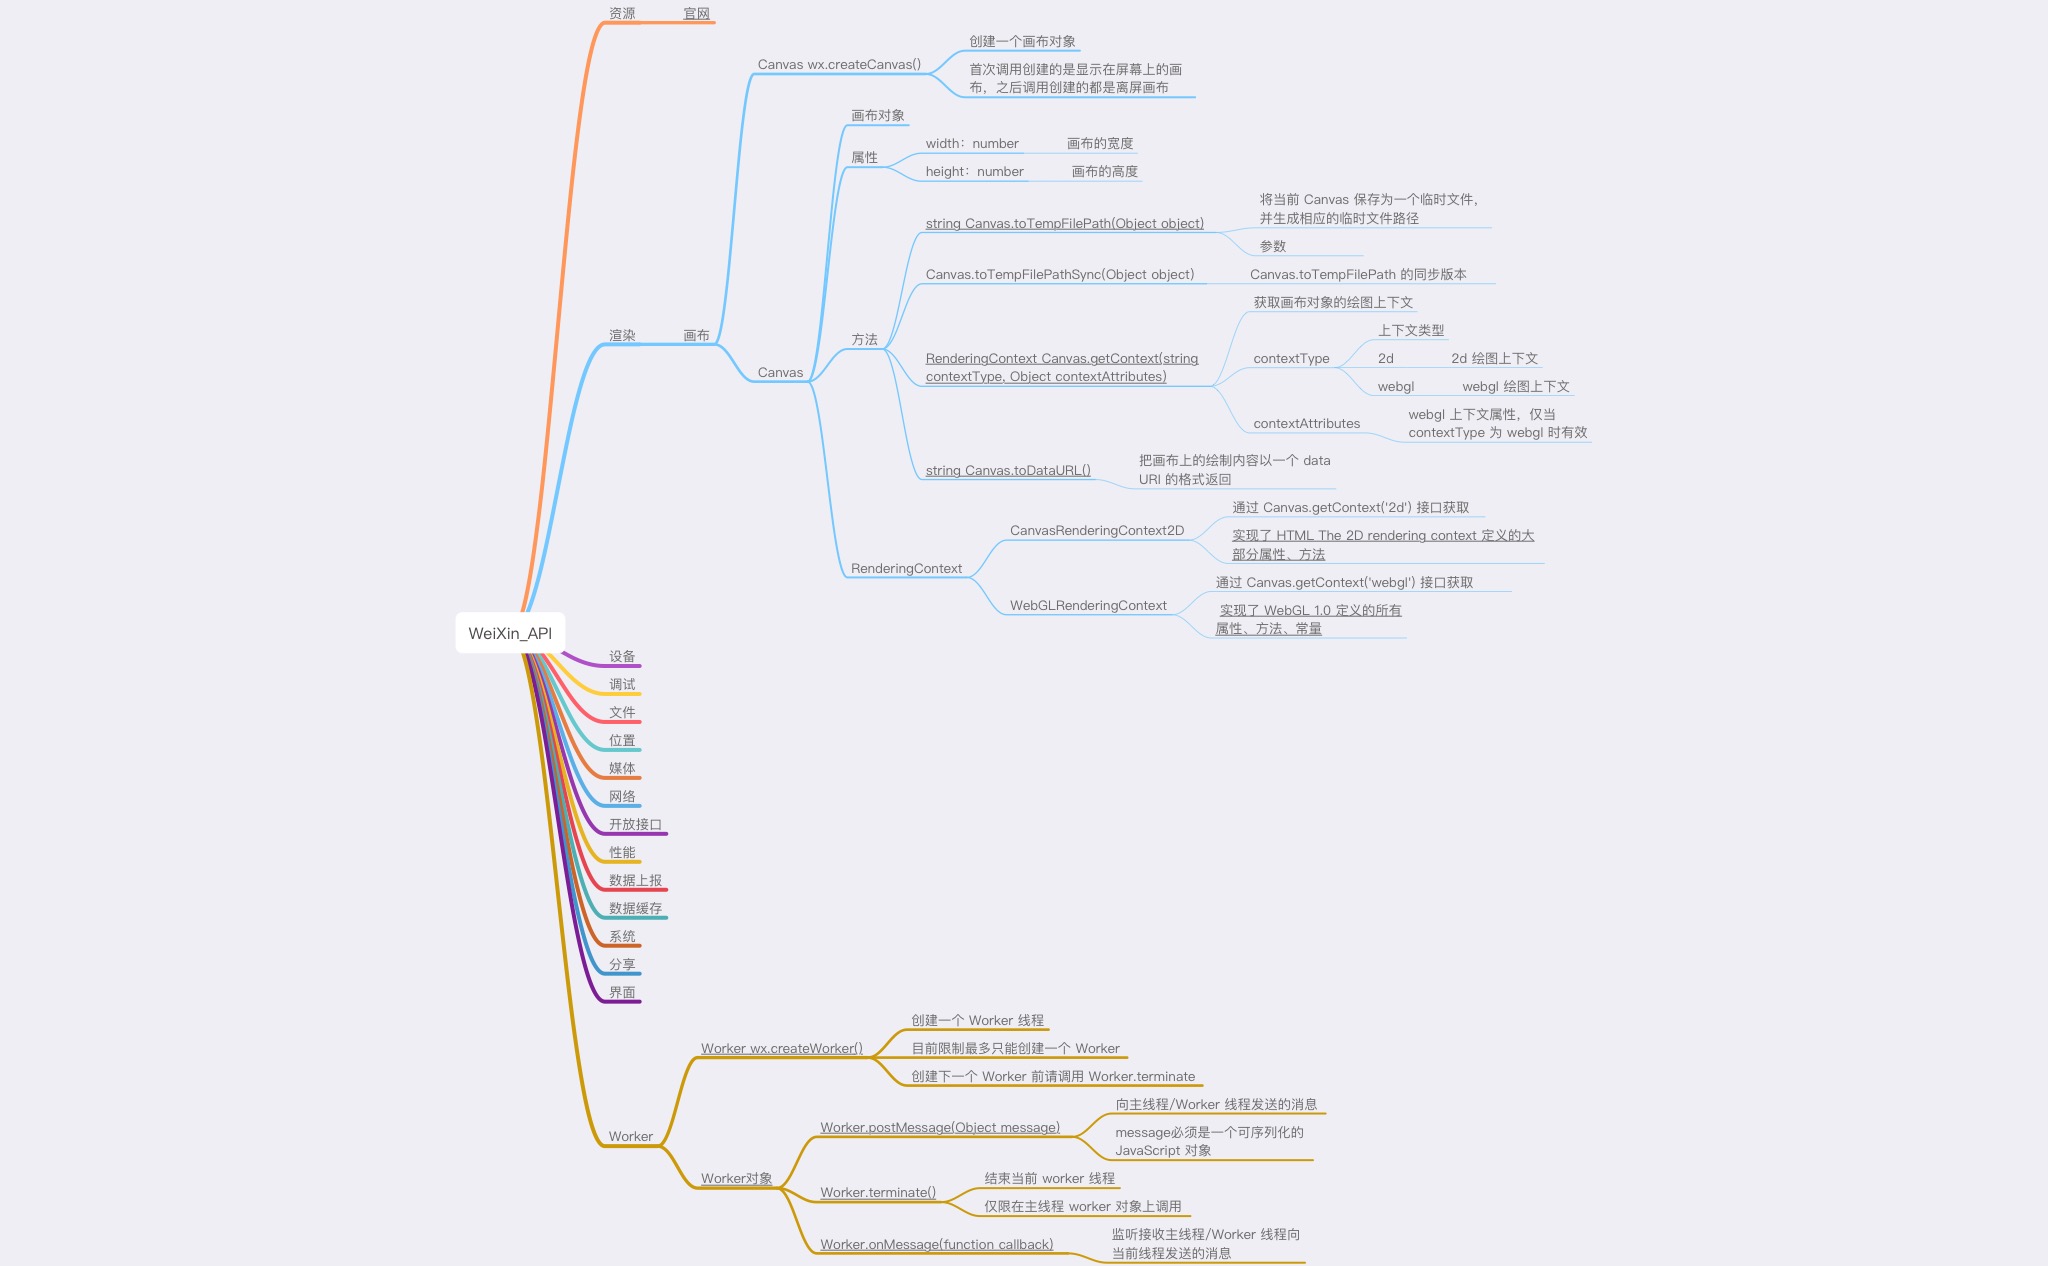 资源
官网
创建一个画布对象
Canvas wx.createCanvas()
首次调用创建的是显示在屏幕上的画
布，之后调用创建的都是离屏画布
画布对象
width：number
画布的宽度
属性
height：number
画布的高度
将当前 Canvas 保存为一个临时文件，
并生成相应的临时文件路径
string Canvas.toTempFilePath(Object object)
参数
Canvas.toTempFilePathSync(Object object)
Canvas.toTempFilePath 的同步版本
获取画布对象的绘图上下文
上下文类型
渲染
画布
方法
RenderingContext Canvas.getContext(string
contextType, Object contextAttributes)
contextType
2d
2d 绘图上下文
Canvas
webgl
webgl 绘图上下文
contextAttributes
webgl 上下文属性，仅当
contextType 为 webgl 时有效
string Canvas.toDataURL()
把画布上的绘制内容以一个 data
URI 的格式返回
通过 Canvas.getContext('2d') 接口获取
CanvasRenderingContext2D
实现了 HTML The 2D rendering context 定义的大
部分属性、方法
RenderingContext
通过 Canvas.getContext('webgl') 接口获取
WebGLRenderingContext
实现了 WebGL 1.0 定义的所有
属性、方法、常量
WeiXin_API
设备
调试
文件
位置
媒体
网络
开放接口
性能
数据上报
数据缓存
系统
分享
界面
创建一个 Worker 线程
Worker wx.createWorker()
目前限制最多只能创建一个 Worker
创建下一个 Worker 前请调用 Worker.terminate
向主线程/Worker 线程发送的消息
Worker.postMessage(Object message)
message必须是一个可序列化的
JavaScript 对象
Worker
Worker对象
结束当前 worker 线程
Worker.terminate()
仅限在主线程 worker 对象上调用
Worker.onMessage(function callback)
监听接收主线程/Worker 线程向
当前线程发送的消息